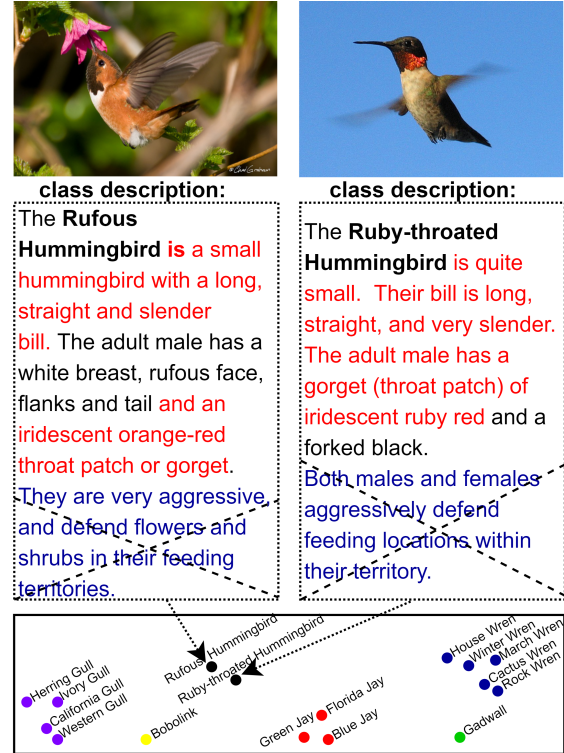 © Dan Graham
class description:
The Rufous
Hummingbird is a small
hummingbird with a long,
straight and slender
bill. The adult male has a
white breast, rufous face,
flanks and tail and an
iridescent orange-red
throat patch or gorget.
They are very aggressive,
and defend flowers and
shrubs in their feeding
territories.
class description:
The Ruby-throated
Hummingbird is quite
small. Their bill is long,
straight, and very slender.
The adult male has a
gorget (throat patch) of
iridescent ruby red and a
forked black.
Both males and females
aggressively defend
feeding locations within
their territory.
Rufous Hummingbird
Ruby-throated Hummingbird
Herring Gull
Ivory Gull
California Gull
Western Gull
Bobolink
Green Jay
Florida Jay
Blue Jay
House Wren
Winter Wren
March Wren
Cactus Wren
Rock Wren
Gadwall